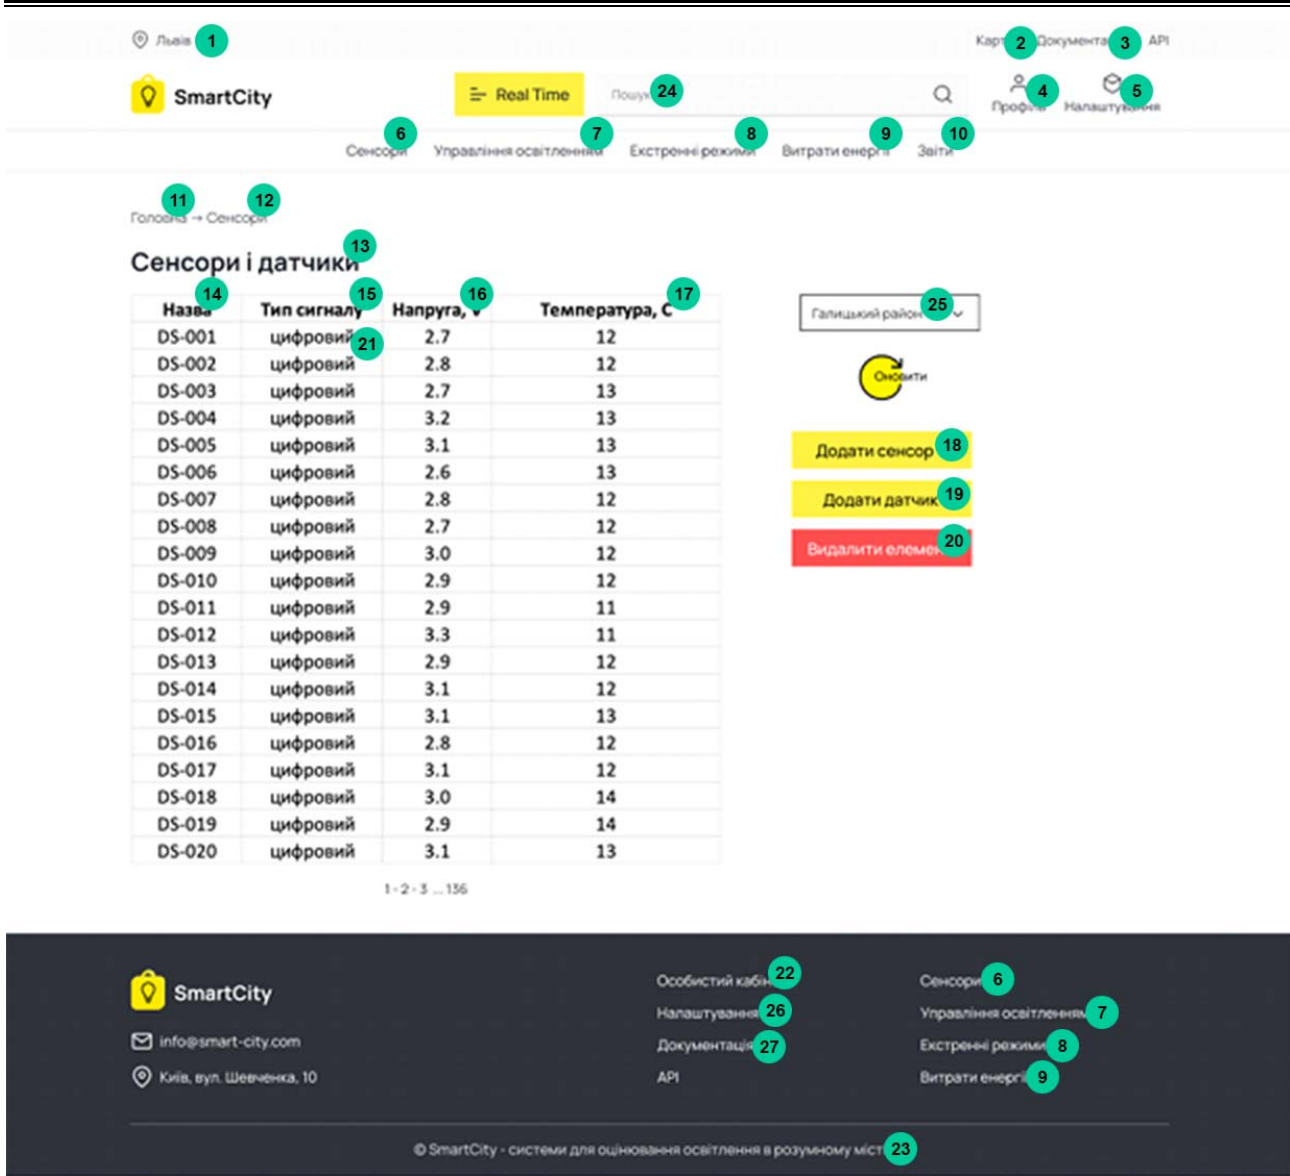 Львів 1 2 Документа 3 API
SmartCity
Real Time
Пошук 24
4 5
Профіль Налаштування
6 7 8 9 10
Сенсори Управління освітленням Екстренні режими Витрати енергії Звіти
11 12
Головна → Сенсори
13
Сенсори і датчики
14 15 16 17
Назва Тип сигналу Напруга, V Температура, С
DS-001 цифровий 2.7 12
21
DS-002 цифровий 2.8 12
DS-003 цифровий 2.7 13
DS-004 цифровий 3.2 13
DS-005 цифровий 3.1 13
DS-006 цифровий 2.6 13
DS-007 цифровий 2.8 12
DS-008 цифровий 2.7 12
DS-009 цифровий 3.0 12
DS-010 цифровий 2.9 12
DS-011 цифровий 2.9 11
DS-012 цифровий 3.3 11
DS-013 цифровий 2.9 12
DS-014 цифровий 3.1 12
DS-015 цифровий 3.1 13
DS-016 цифровий 2.8 12
DS-017 цифровий 3.1 12
DS-018 цифровий 3.0 14
DS-019 цифровий 2.9 14
DS-020 цифровий 3.1 13
1 - 2 - 3 ... 136
Галицький район 25
Оновити
Додати сенсор 18
Додати датчик 19
Видалити елемент 20
SmartCity
info@smart-city.com
Київ, вул. Шевченка, 10
Особистий кабін 22
Налаштування 26
Документація 27
API
Сенсори 6
Управління освітленням 7
Екстренні режими 8
Витрати енергії 9
© SmartCity - системи для оцінювання освітлення в розумному місті 23